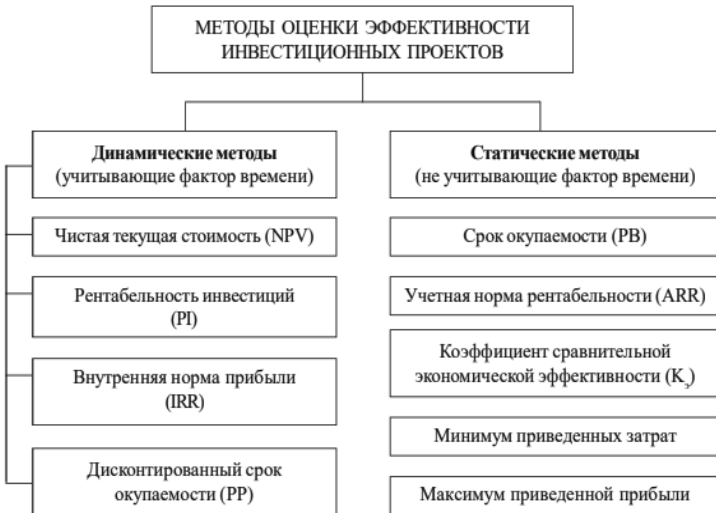 МЕТОДЫ ОЦЕНКИ ЭФФЕКТИВНОСТИ
ИНВЕСТИЦИОННЫХ ПРОЕКТОВ
Динамические методы
(учитывающие фактор времени)
Чистая текущая стоимость (NPV)
Рентабельность инвестиций
(PI)
Внутренняя норма прибыли
(IRR)
Дисконтированный срок
окупаемости (PP)
Статические методы
(не учитывающие фактор времени)
Срок окупаемости (PB)
Учетная норма рентабельности (ARR)
Коэффициент сравнительной
экономической эффективности (Kэ)
Минимум приведенных затрат
Максимум приведенной прибыли